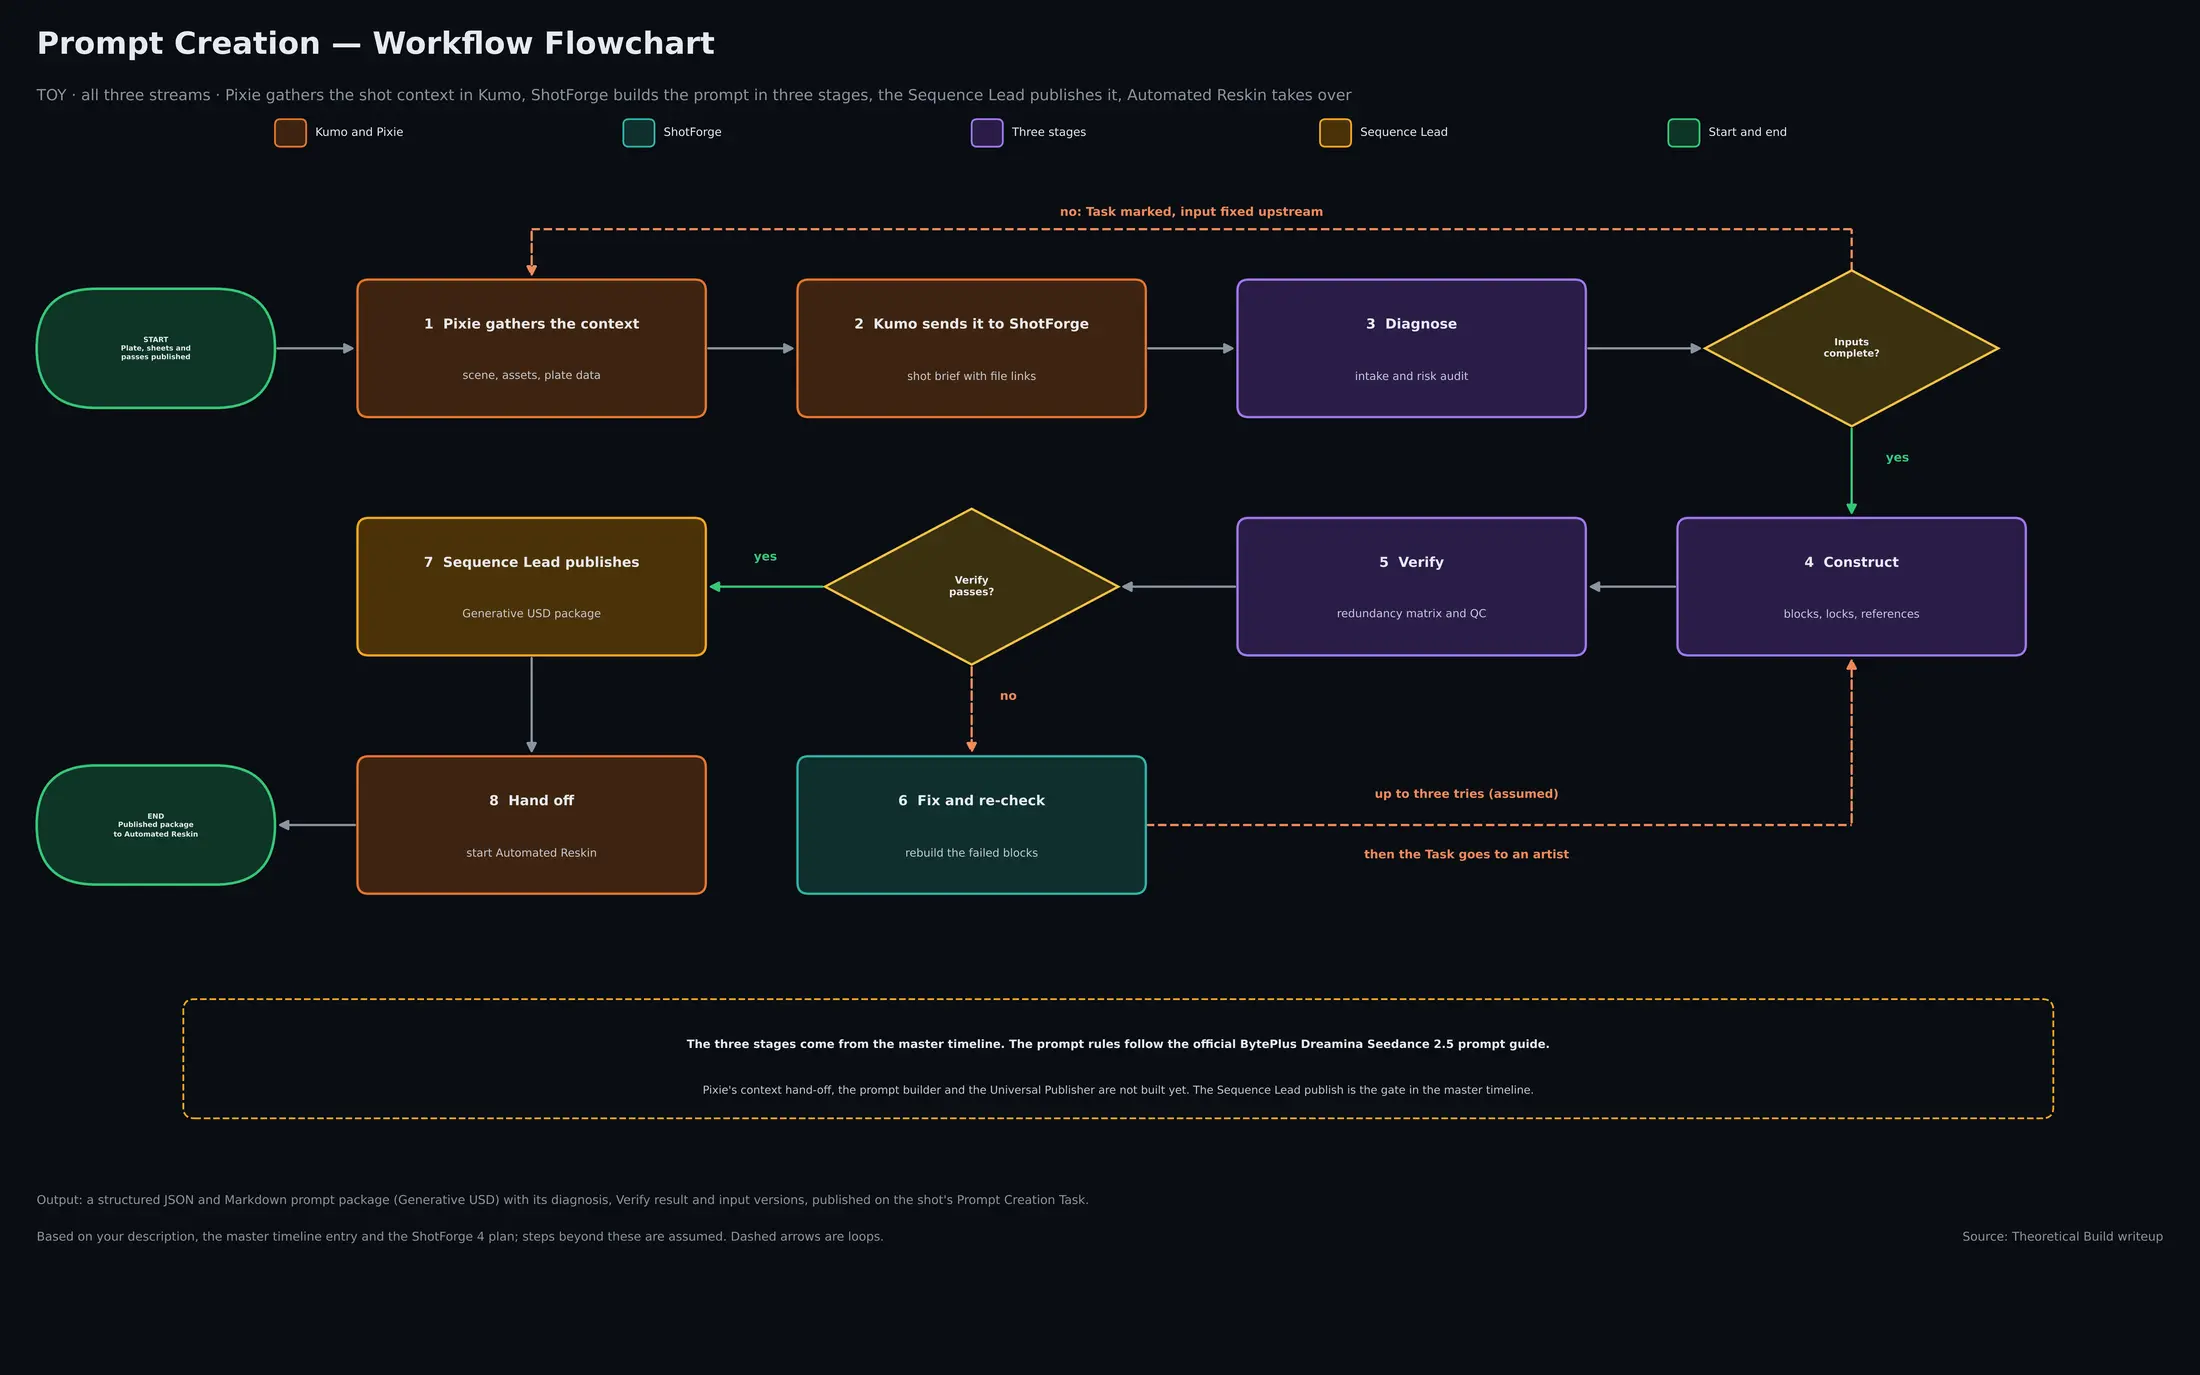 Prompt Creation — Workflow Flowchart
TOY · all three streams · Pixie gathers the shot context in Kumo, ShotForge builds the prompt in three stages, the Sequence Lead publishes it, Automated Reskin takes over
Kumo and Pixie
ShotForge
Three stages
Sequence Lead
Start and end
no: Task marked, input fixed upstream
START
Plate, sheets and
passes published
1 Pixie gathers the context
scene, assets, plate data
2 Kumo sends it to ShotForge
shot brief with file links
3 Diagnose
intake and risk audit
Inputs
complete?
yes
7 Sequence Lead publishes
Generative USD package
yes
Verify
passes?
5 Verify
redundancy matrix and QC
4 Construct
blocks, locks, references
no
END
Published package
to Automated Reskin
8 Hand off
start Automated Reskin
6 Fix and re-check
rebuild the failed blocks
up to three tries (assumed)
then the Task goes to an artist
The three stages come from the master timeline. The prompt rules follow the official BytePlus Dreamina Seedance 2.5 prompt guide.
Pixie's context hand-off, the prompt builder and the Universal Publisher are not built yet. The Sequence Lead publish is the gate in the master timeline.
Output: a structured JSON and Markdown prompt package (Generative USD) with its diagnosis, Verify result and input versions, published on the shot's Prompt Creation Task.
Based on your description, the master timeline entry and the ShotForge 4 plan; steps beyond these are assumed. Dashed arrows are loops.
Source: Theoretical Build writeup